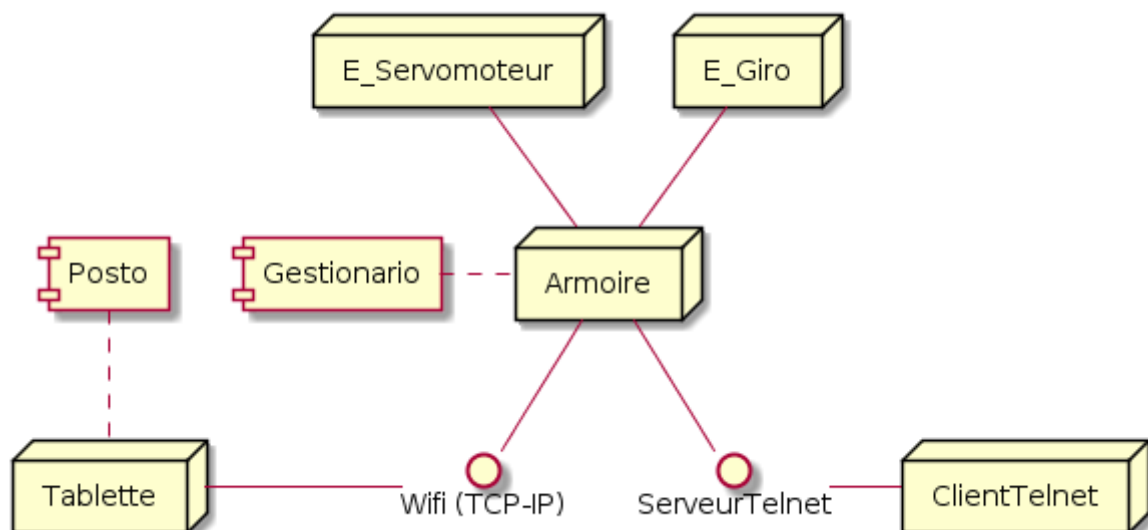 E_Servomoteur
E_Giro
Posto
Gestionario
Armoire
Tablette
Wifi (TCP-IP)
ServeurTelnet
ClientTelnet